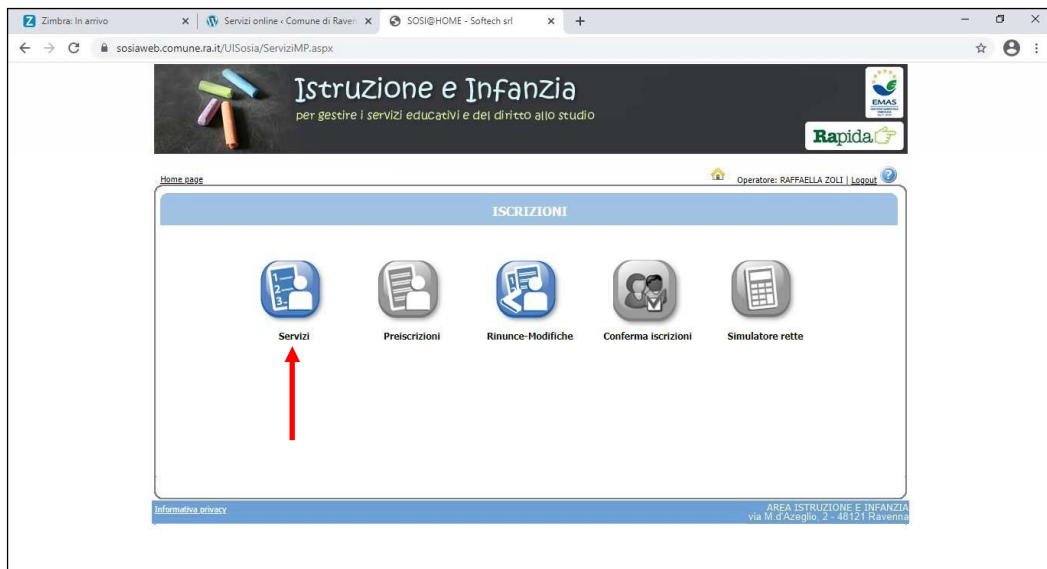 Zimbra: In arrivo
Servizi online ‹ Comune di Raven
SOSI@HOME - Softech srl
sosiaweb.comune.ra.it/UISosia/ServiziMP.aspx
Istruzione e Infanzia
per gestire i servizi educativi e del diritto allo studio
EMAS
Rapida
Home page
Operatore: RAFFAELLA ZOLI | Logout
ISCRIZIONI
Servizi
Preiscrizioni
Rinunce-Modifiche
Conferma iscrizioni
Simulatore rette
Informativa privacy
AREA ISTRUZIONE E INFANZIA
via M.d'Azeglio, 2 - 48121 Ravenna